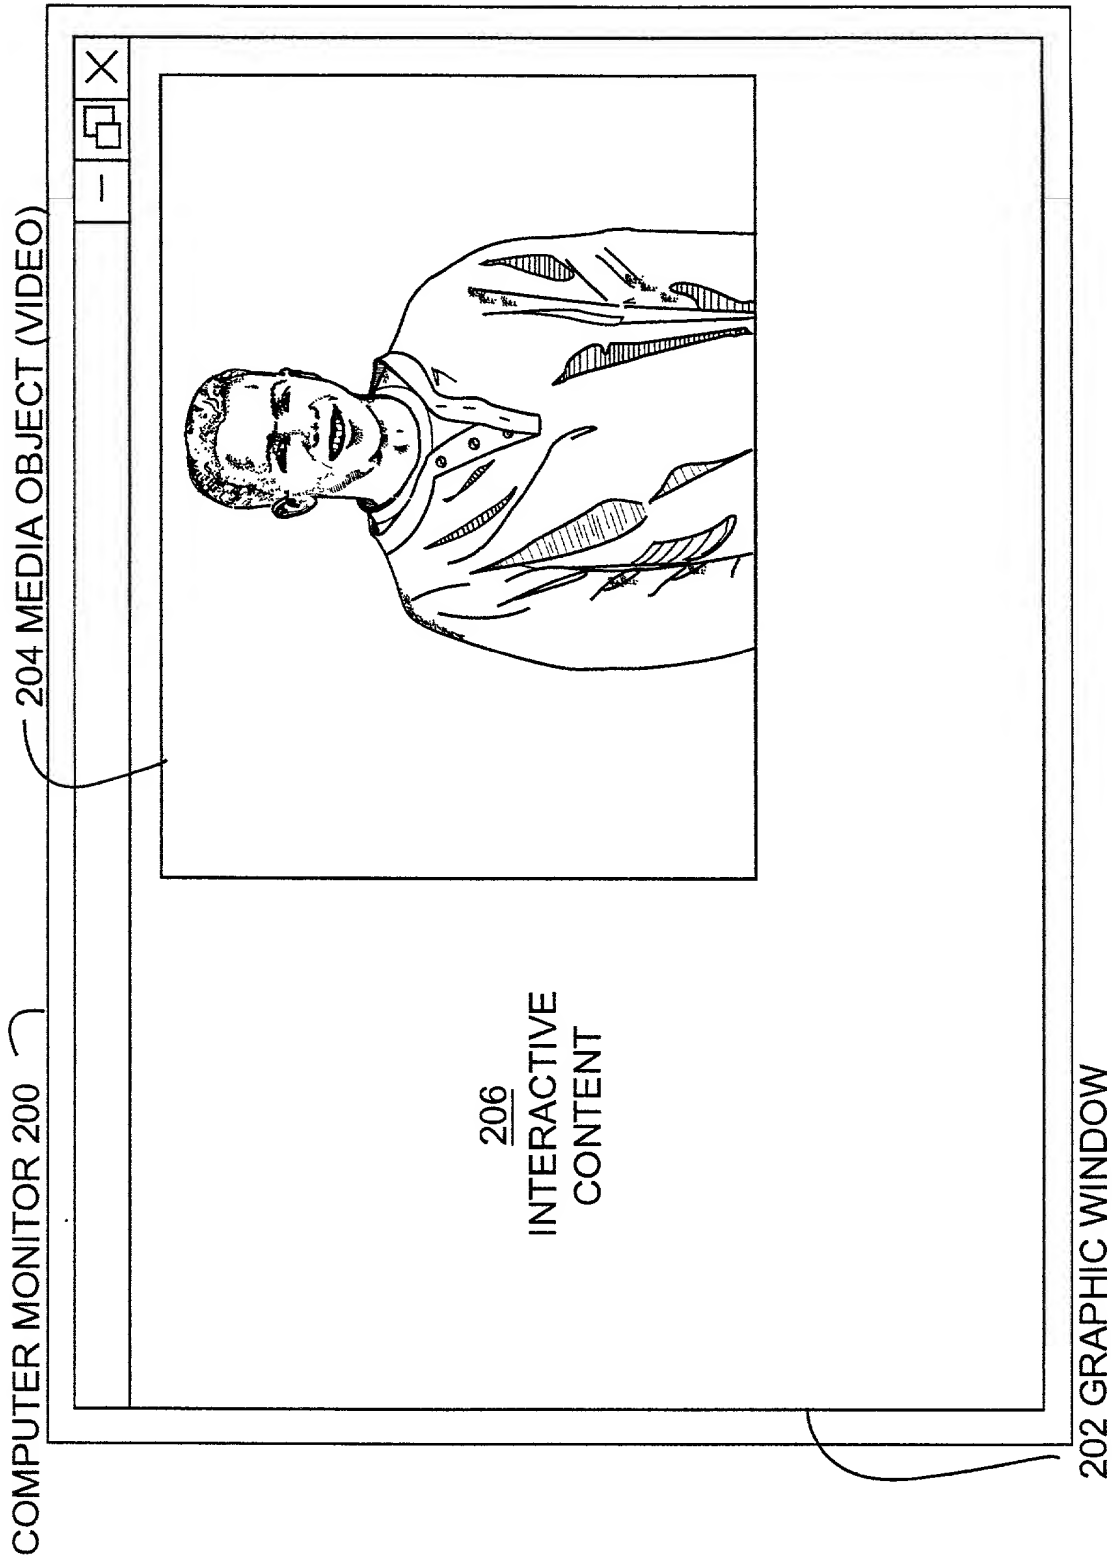 COMPUTER MONITOR 200
204 MEDIA OBJECT (VIDEO)
206
INTERACTIVE
CONTENT
202 GRAPHIC WINDOW